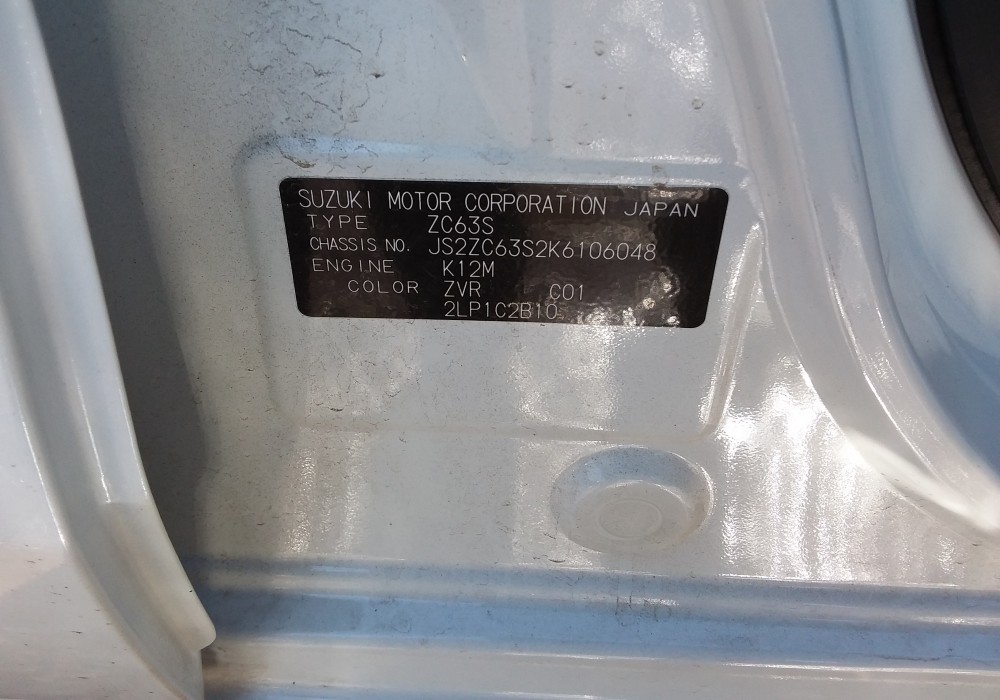 SUZUKI MOTOR CORPORATION JAPAN
TYPE ZC63S
CHASSIS NO. JS2ZC63S2K6106048
ENGINE K12M
COLOR ZVR C01
2LP1C2B10